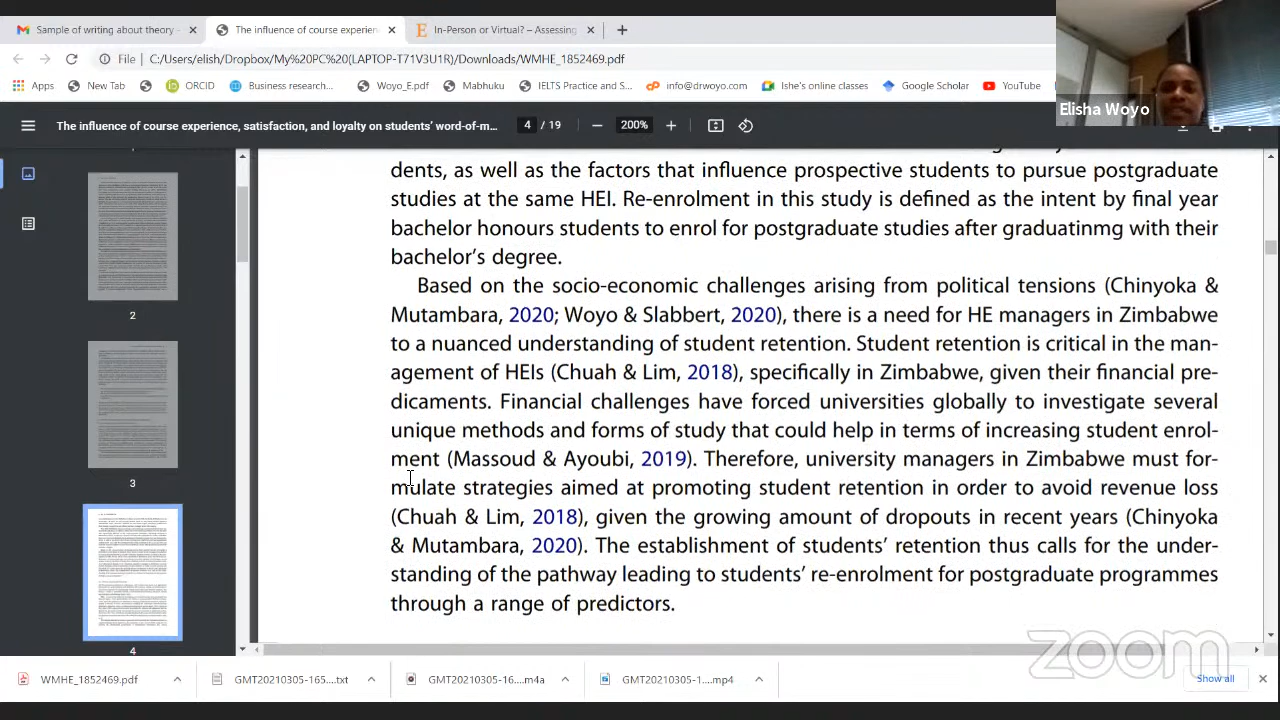 Sample of writing about theory -
The influence of course experien
In-Person or Virtual? – Assessing
File C:/Users/elish/Dropbox/My%20PC%20(LAPTOP-T71V3U1R)/Downloads/WMHE_1852469.pdf
Apps New Tab ORCID Business research... Woyo_E.pdf Mabhuku IELTS Practice and S... info@drwoyo.com Ishe's online classes Google Scholar YouTube
Elisha Woyo
The influence of course experience, satisfaction, and loyalty on students' word-of-m... 4 / 19 200%
dents, as well as the factors that influence prospective students to pursue postgraduate
studies at the same HEI. Re-enrolment in this study is defined as the intent by final year
bachelor honours students to enrol for postgraduate studies after graduatinmg with their
bachelor's degree.
Based on the socio-economic challenges arising from political tensions (Chinyoka &
Mutambara, 2020; Woyo & Slabbert, 2020), there is a need for HE managers in Zimbabwe
to a nuanced understanding of student retention. Student retention is critical in the man-
agement of HEIs (Chuah & Lim, 2018), specifically in Zimbabwe, given their financial pre-
dicaments. Financial challenges have forced universities globally to investigate several
unique methods and forms of study that could help in terms of increasing student enrol-
ment (Massoud & Ayoubi, 2019). Therefore, university managers in Zimbabwe must for-
mulate strategies aimed at promoting student retention in order to avoid revenue loss
(Chuah & Lim, 2018), given the growing amount of dropouts in recent years (Chinyoka
& Mutambara, 2020). The establishment of students' retention thus calls for the under-
standing of the pathway leading to students' re-enrolment for postgraduate programmes
through a range of predictors.
2
3
4
zoom
WMHE_1852469.pdf GMT20210305-165....txt GMT20210305-16....m4a GMT20210305-1....mp4 Show all